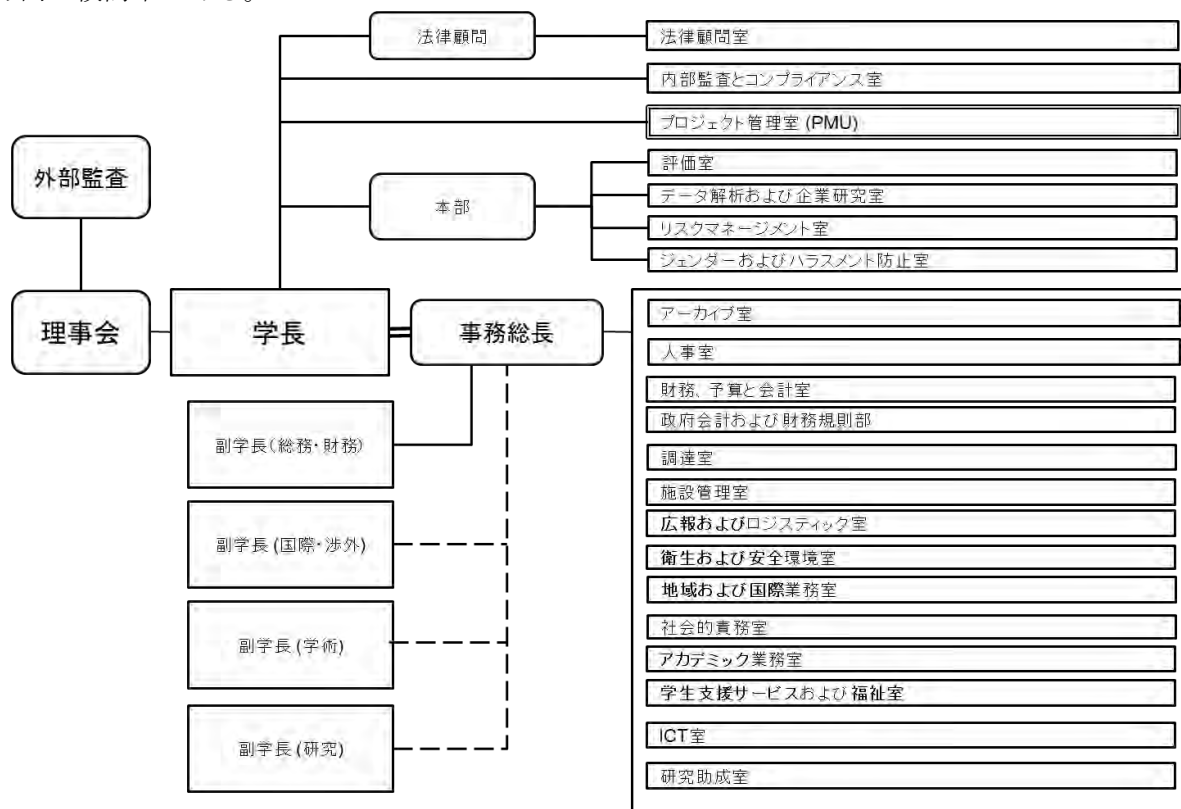 法律顧問
法律顧問室
内部監査とコンプライアンス室
プロジェクト管理室 (PMU)
外部監査
本部
評価室
データ解析および企業研究室
リスクマネージメント室
ジェンダーおよびハラスメント防止室
理事会
学長
事務総長
アーカイブ室
人事室
財務、予算と会計室
政府会計および財務規則部
調達室
施設管理室
広報およびロジスティック室
衛生および安全環境室
地域および国際業務室
社会的責務室
アカデミック業務室
学生支援サービスおよび福祉室
ICT室
研究助成室
副学長(総務・財務)
副学長 (国際・渉外)
副学長 (学術)
副学長 (研究)